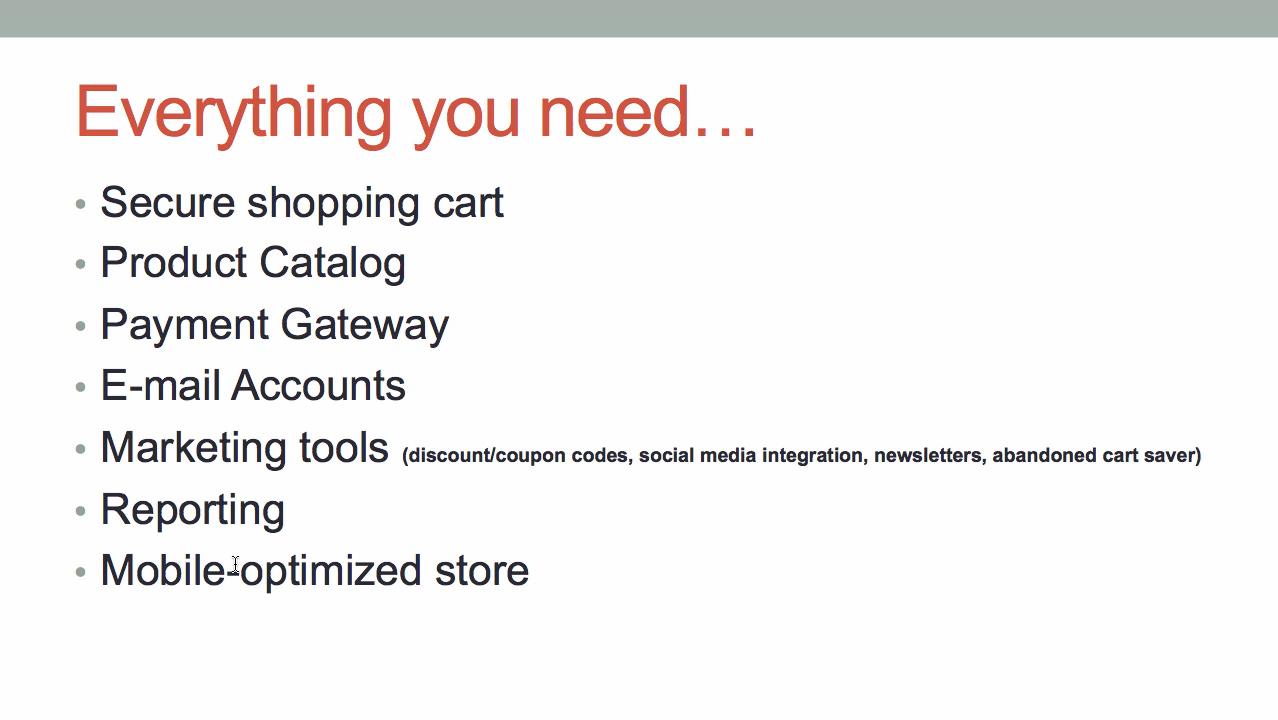 Everything you need…
• Secure shopping cart
• Product Catalog
• Payment Gateway
• E-mail Accounts
• Marketing tools (discount/coupon codes, social media integration, newsletters, abandoned cart saver)
• Reporting
• Mobile-optimized store